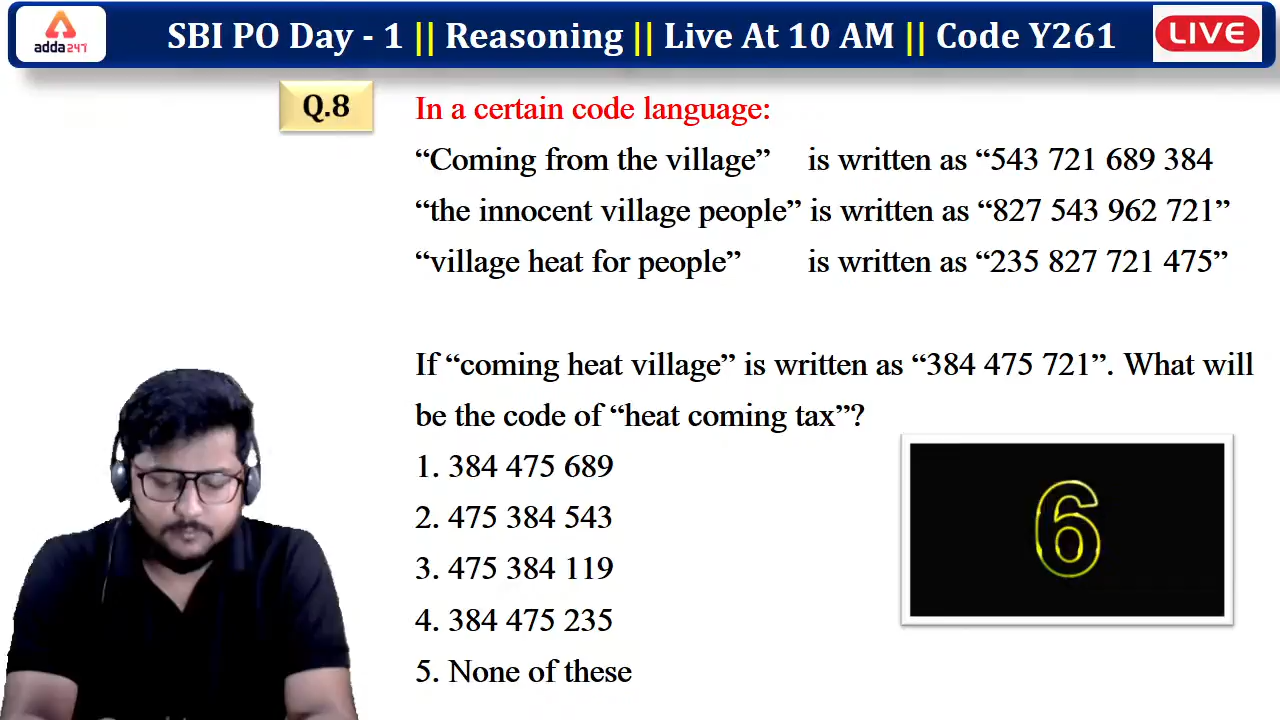 adda247
SBI PO Day - 1 || Reasoning || Live At 10 AM || Code Y261
LIVE
Q.8
In a certain code language:
“Coming from the village” is written as “543 721 689 384
“the innocent village people” is written as “827 543 962 721”
“village heat for people” is written as “235 827 721 475”
If “coming heat village” is written as “384 475 721”. What will
be the code of “heat coming tax”?
1. 384 475 689
2. 475 384 543
3. 475 384 119
4. 384 475 235
5. None of these
6